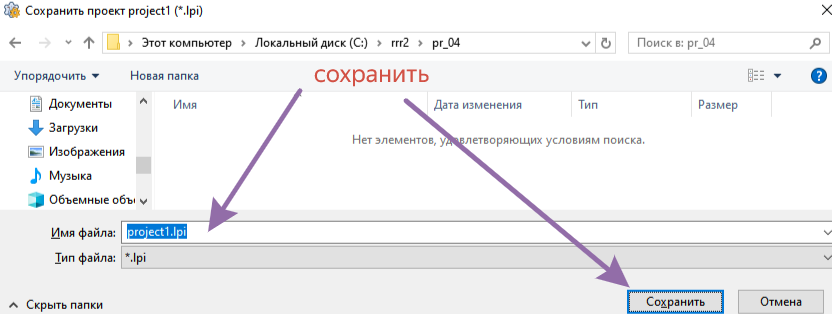 Сохранить проект project1 (*.lpi)
Этот компьютер > Локальный диск (C:) > rrr2 > pr_04
Поиск в: pr_04
Упорядочить
Новая папка
сохранить
?
Документы
Загрузки
Изображения
Музыка
Объемные объ
Имя
Дата изменения
Тип
Размер
Нет элементов, удовлетворяющих условиям поиска.
Имя файла: project1.lpi
Тип файла: *.lpi
Скрыть папки
Сохранить
Отмена